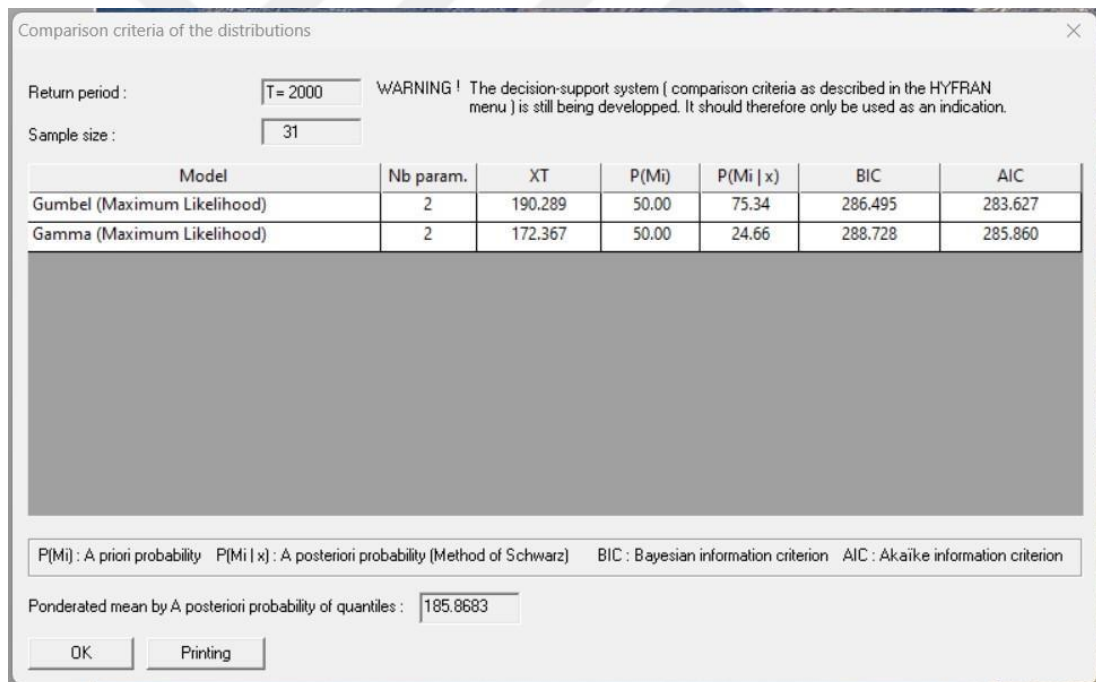 Comparison criteria of the distributions
Return period :
T= 2000
WARNING ! The decision-support system ( comparison criteria as described in the HYFRAN
menu ) is still being developped. It should therefore only be used as an indication.
Sample size :
31
Model Nb param. XT P(Mi) P(Mi | x) BIC AIC
Gumbel (Maximum Likelihood) 2 190.289 50.00 75.34 286.495 283.627
Gamma (Maximum Likelihood) 2 172.367 50.00 24.66 288.728 285.860
P(Mi) : A priori probability P(Mi | x) : A posteriori probability (Method of Schwarz) BIC : Bayesian information criterion AIC : Akaïke information criterion
Ponderated mean by A posteriori probability of quantiles : 185.8683
OK Printing